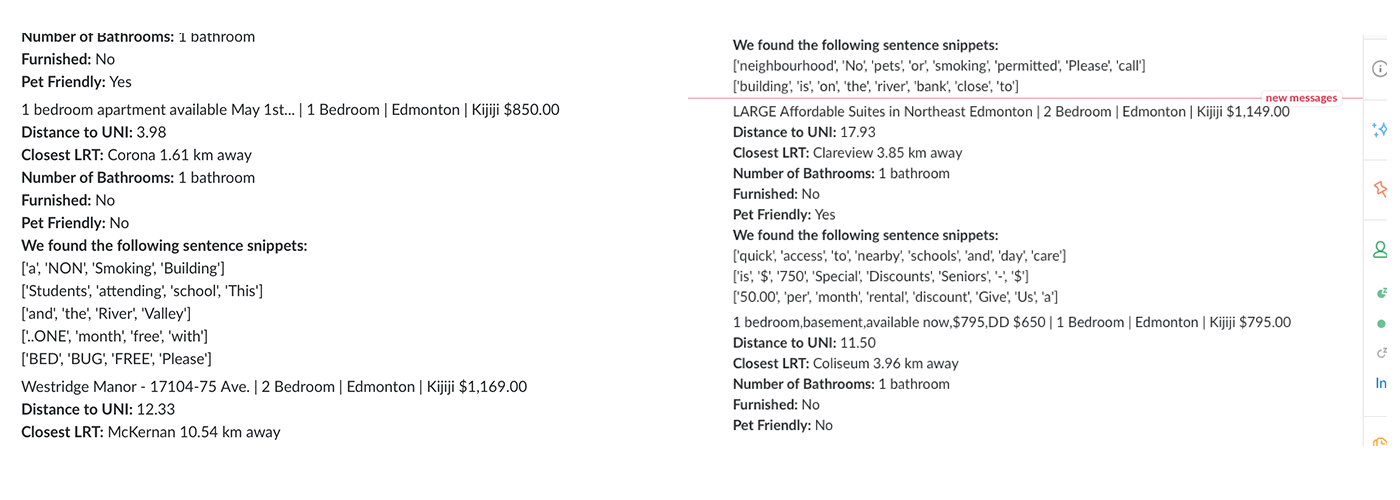 Number of Bathrooms: 1 bathroom
Furnished: No
Pet Friendly: Yes
1 bedroom apartment available May 1st... | 1 Bedroom | Edmonton | Kijiji $850.00
Distance to UNI: 3.98
Closest LRT: Corona 1.61 km away
Number of Bathrooms: 1 bathroom
Furnished: No
Pet Friendly: No
We found the following sentence snippets:
['a', 'NON', 'Smoking', 'Building']
['Students', 'attending', 'school', 'This']
['and', 'the', 'River', 'Valley']
['..ONE', 'month', 'free', 'with']
['BED', 'BUG', 'FREE', 'Please']
Westridge Manor - 17104-75 Ave. | 2 Bedroom | Edmonton | Kijiji $1,169.00
Distance to UNI: 12.33
Closest LRT: McKernan 10.54 km away
We found the following sentence snippets:
['neighbourhood', 'No', 'pets', 'or', 'smoking', 'permitted', 'Please', 'call']
['building', 'is', 'on', 'the', 'river', 'bank', 'close', 'to']
new messages
LARGE Affordable Suites in Northeast Edmonton | 2 Bedroom | Edmonton | Kijiji $1,149.00
Distance to UNI: 17.93
Closest LRT: Clareview 3.85 km away
Number of Bathrooms: 1 bathroom
Furnished: No
Pet Friendly: Yes
We found the following sentence snippets:
['quick', 'access', 'to', 'nearby', 'schools', 'and', 'day', 'care']
['is', '$', '750', 'Special', 'Discounts', 'Seniors', '-', '$']
['50.00', 'per', 'month', 'rental', 'discount', 'Give', 'Us', 'a']
1 bedroom,basement,available now,$795,DD $650 | 1 Bedroom | Edmonton | Kijiji $795.00
Distance to UNI: 11.50
Closest LRT: Coliseum 3.96 km away
Number of Bathrooms: 1 bathroom
Furnished: No
Pet Friendly: No
In